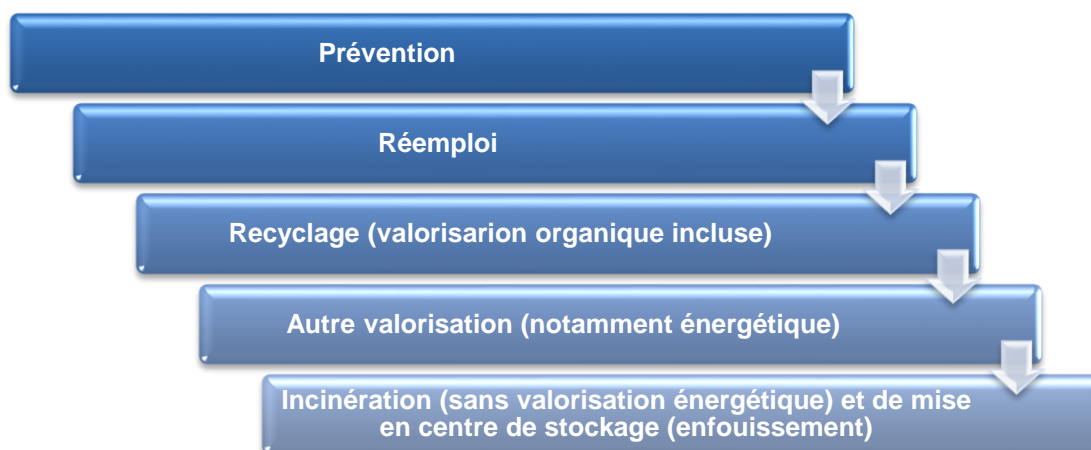 Prévention
Réemploi
Recyclage (valorisarion organique incluse)
Autre valorisation (notamment énergétique)
Incinération (sans valorisation énergétique) et de mise
en centre de stockage (enfouissement)